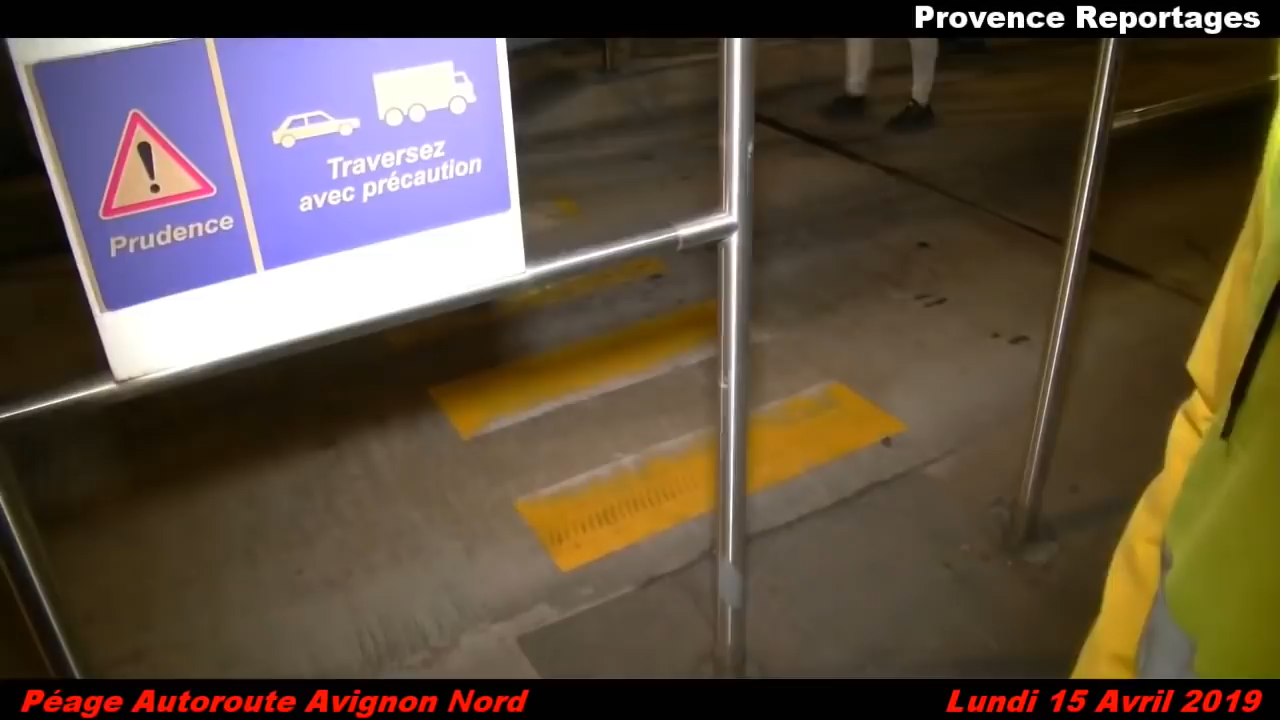 Provence Reportages
Prudence
Traversez
avec précaution
Péage Autoroute Avignon Nord
Lundi 15 Avril 2019